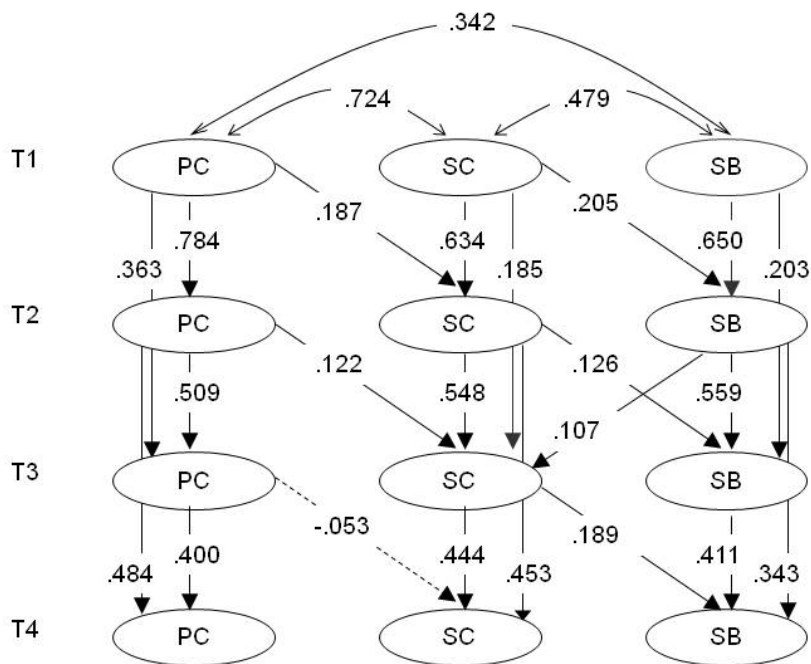 .342
.724 .479
T1 PC SC SB
.187 .205
.784 .634 .650
.363 .185 .203
T2 PC SC SB
.122 .126
.509 .548 .559
.107
T3 PC SC SB
-.053 .189
.400 .444 .411
.484 .453 .343
T4 PC SC SB